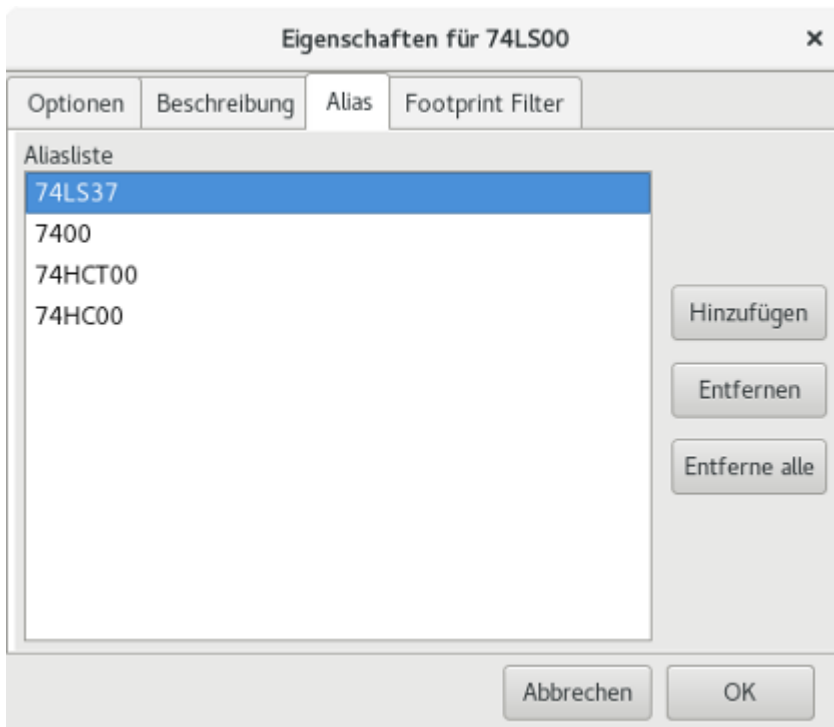 Eigenschaften für 74LS00
Optionen Beschreibung Alias Footprint Filter
Aliasliste
74LS37
7400
74HCT00
74HC00
Hinzufügen
Entfernen
Entferne alle
Abbrechen OK